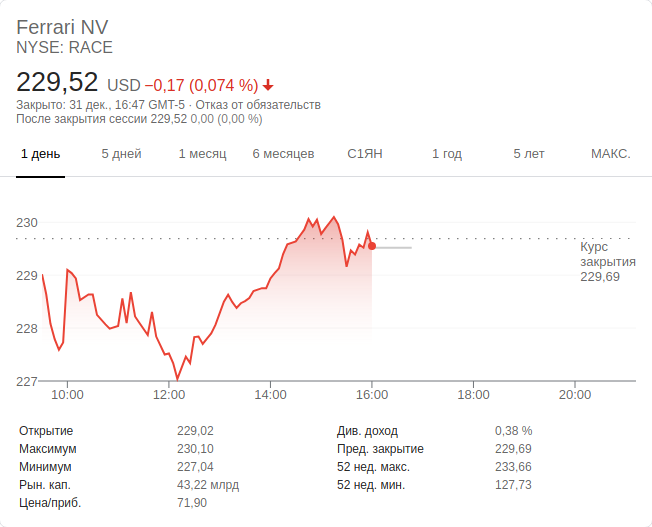 Ferrari NV
NYSE: RACE
229,52 USD −0,17 (0,074 %)
Закрыто: 31 дек., 16:47 GMT-5 · Отказ от обязательств
После закрытия сессии 229,52 0,00 (0,00 %)
1 день 5 дней 1 месяц 6 месяцев С1ЯН 1 год 5 лет МАКС.
230
229
228
227
Курс
закрытия
229,69
10:00 12:00 14:00 16:00 18:00 20:00
Открытие 229,02
Максимум 230,10
Минимум 227,04
Рын. кап. 43,22 млрд
Цена/приб. 71,90
Див. доход 0,38 %
Пред. закрытие 229,69
52 нед. макс. 233,66
52 нед. мин. 127,73